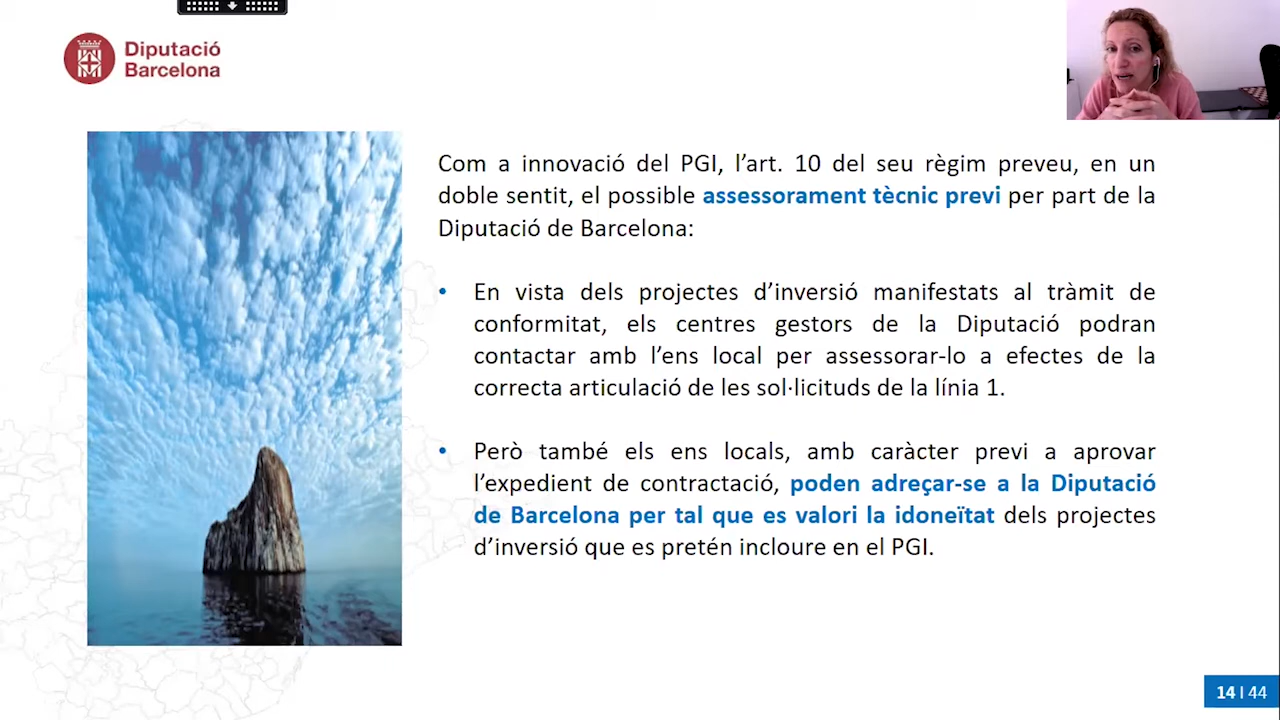 Diputació
Barcelona
Com a innovació del PGI, l’art. 10 del seu règim preveu, en un
doble sentit, el possible assessorament tècnic previ per part de la
Diputació de Barcelona:
• En vista dels projectes d’inversió manifestats al tràmit de
conformitat, els centres gestors de la Diputació podran
contactar amb l’ens local per assessorar-lo a efectes de la
correcta articulació de les sol·licituds de la línia 1.
• Però també els ens locals, amb caràcter previ a aprovar
l’expedient de contractació, poden adreçar-se a la Diputació
de Barcelona per tal que es valori la idoneïtat dels projectes
d’inversió que es pretén incloure en el PGI.
14 I 44